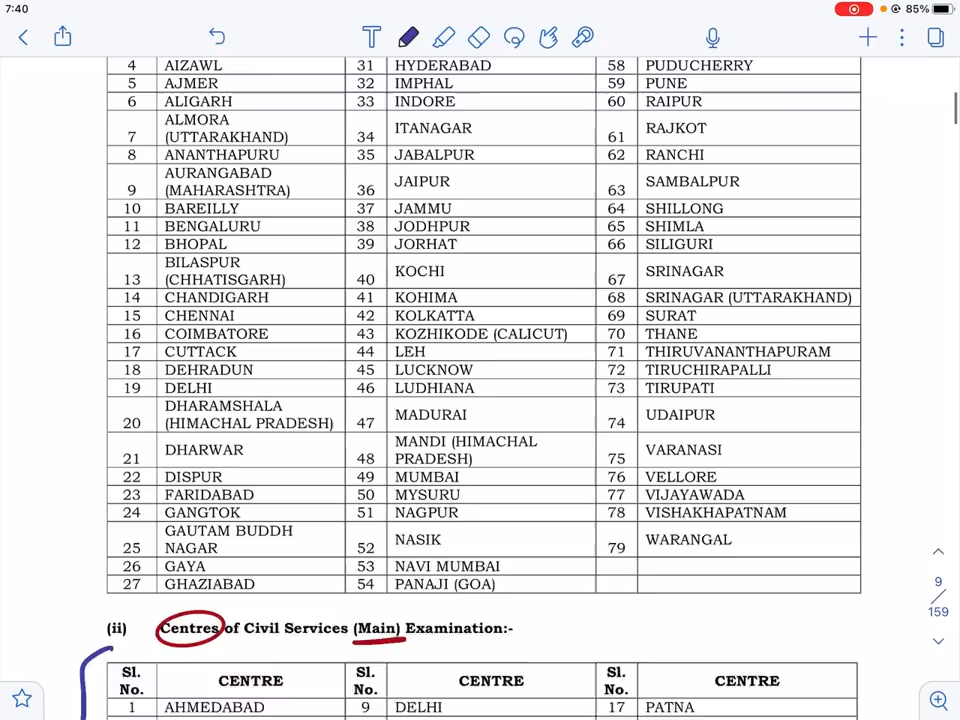 7:40
85%
4 AIZAWL 31 HYDERABAD 58 PUDUCHERRY
5 AJMER 32 IMPHAL 59 PUNE
6 ALIGARH 33 INDORE 60 RAIPUR
7 ALMORA (UTTARAKHAND) 34 ITANAGAR 61 RAJKOT
8 ANANTHAPURU 35 JABALPUR 62 RANCHI
9 AURANGABAD (MAHARASHTRA) 36 JAIPUR 63 SAMBALPUR
10 BAREILLY 37 JAMMU 64 SHILLONG
11 BENGALURU 38 JODHPUR 65 SHIMLA
12 BHOPAL 39 JORHAT 66 SILIGURI
13 BILASPUR (CHHATISGARH) 40 KOCHI 67 SRINAGAR
14 CHANDIGARH 41 KOHIMA 68 SRINAGAR (UTTARAKHAND)
15 CHENNAI 42 KOLKATTA 69 SURAT
16 COIMBATORE 43 KOZHIKODE (CALICUT) 70 THANE
17 CUTTACK 44 LEH 71 THIRUVANANTHAPURAM
18 DEHRADUN 45 LUCKNOW 72 TIRUCHIRAPALLI
19 DELHI 46 LUDHIANA 73 TIRUPATI
20 DHARAMSHALA (HIMACHAL PRADESH) 47 MADURAI 74 UDAIPUR
21 DHARWAR 48 MANDI (HIMACHAL PRADESH) 75 VARANASI
22 DISPUR 49 MUMBAI 76 VELLORE
23 FARIDABAD 50 MYSURU 77 VIJAYAWADA
24 GANGTOK 51 NAGPUR 78 VISHAKHAPATNAM
25 GAUTAM BUDDH NAGAR 52 NASIK 79 WARANGAL
26 GAYA 53 NAVI MUMBAI
27 GHAZIABAD 54 PANAJI (GOA)
9
159
(ii) Centres of Civil Services (Main) Examination:-
Sl. No. CENTRE Sl. No. CENTRE Sl. No. CENTRE
1 AHMEDABAD 9 DELHI 17 PATNA